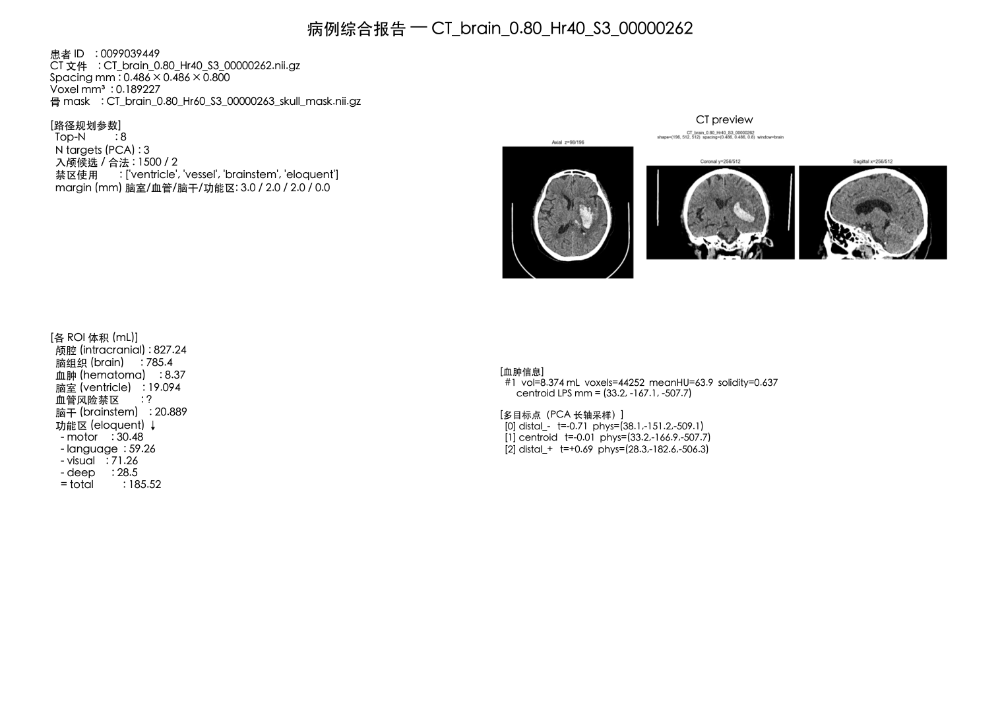 病例综合报告 — CT_brain_0.80_Hr40_S3_00000262
患者 ID : 0099039449
CT 文件 : CT_brain_0.80_Hr40_S3_00000262.nii.gz
Spacing mm : 0.486 × 0.486 × 0.800
Voxel mm³ : 0.189227
骨 mask : CT_brain_0.80_Hr60_S3_00000263_skull_mask.nii.gz
[路径规划参数]
Top-N : 8
N targets (PCA) : 3
入颅候选 / 合法 : 1500 / 2
禁区使用 : ['ventricle', 'vessel', 'brainstem', 'eloquent']
margin (mm) 脑室/血管/脑干/功能区: 3.0 / 2.0 / 2.0 / 0.0
CT preview
CT_brain_0.80_Hr40_S3_00000262
shape=(196, 512, 512) spacing=(0.486, 0.486, 0.8) window=brain
Axial z=98/196
Coronal y=256/512
Sagittal x=256/512
[各 ROI 体积 (mL)]
颅腔 (intracranial) : 827.24
脑组织 (brain) : 785.4
血肿 (hematoma) : 8.37
脑室 (ventricle) : 19.094
血管风险禁区 : ?
脑干 (brainstem) : 20.889
功能区 (eloquent) ↓
- motor : 30.48
- language : 59.26
- visual : 71.26
- deep : 28.5
= total : 185.52
[血肿信息]
#1 vol=8.374 mL voxels=44252 meanHU=63.9 solidity=0.637
centroid LPS mm = (33.2, -167.1, -507.7)
[多目标点（PCA 长轴采样）]
[0] distal_- t=-0.71 phys=(38.1,-151.2,-509.1)
[1] centroid t=-0.01 phys=(33.2,-166.9,-507.7)
[2] distal_+ t=+0.69 phys=(28.3,-182.6,-506.3)